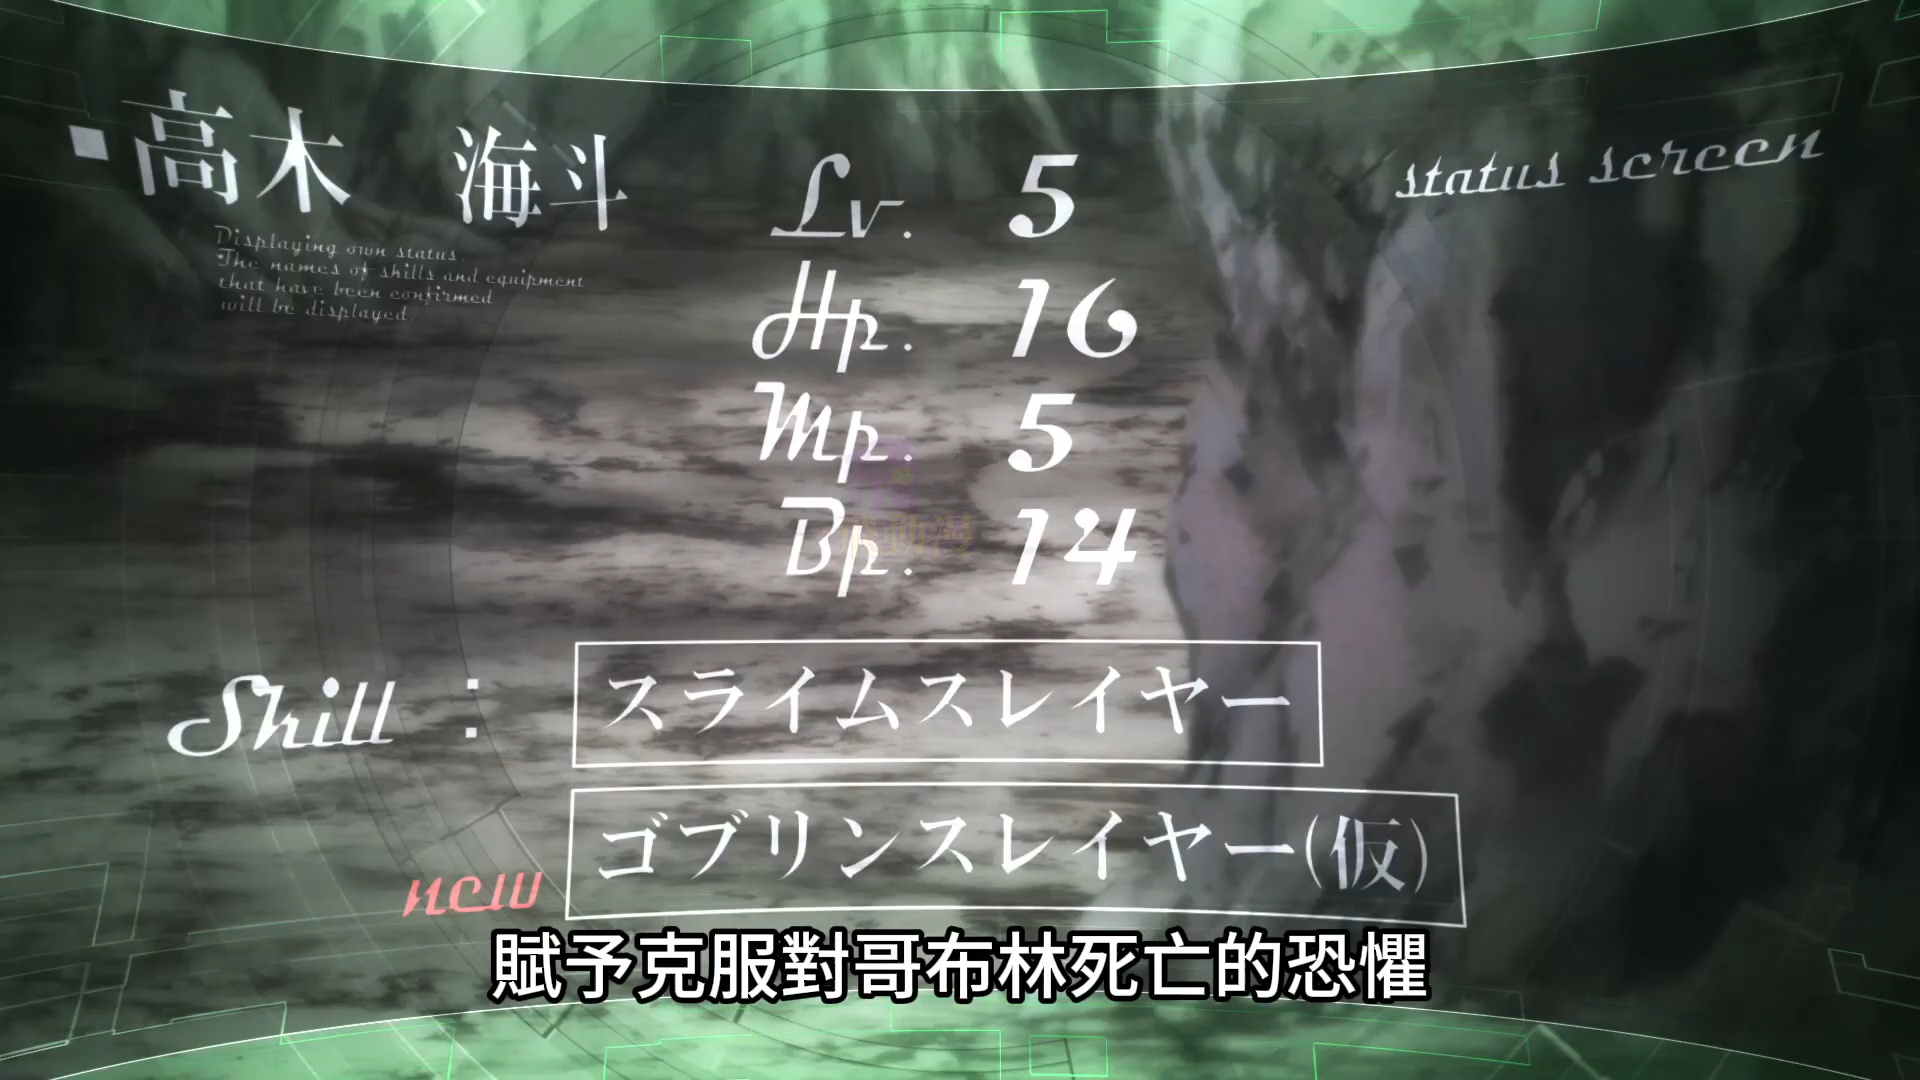 高木 海斗
Displaying own status.
The names of skills and equipment
that have been confirmed
will be displayed.
status screen
Lv. 5
Hp. 16
Mp. 5
Bp. 14
Skill : スライムスレイヤー
new ゴブリンスレイヤー(仮)
賦予克服對哥布林死亡的恐懼